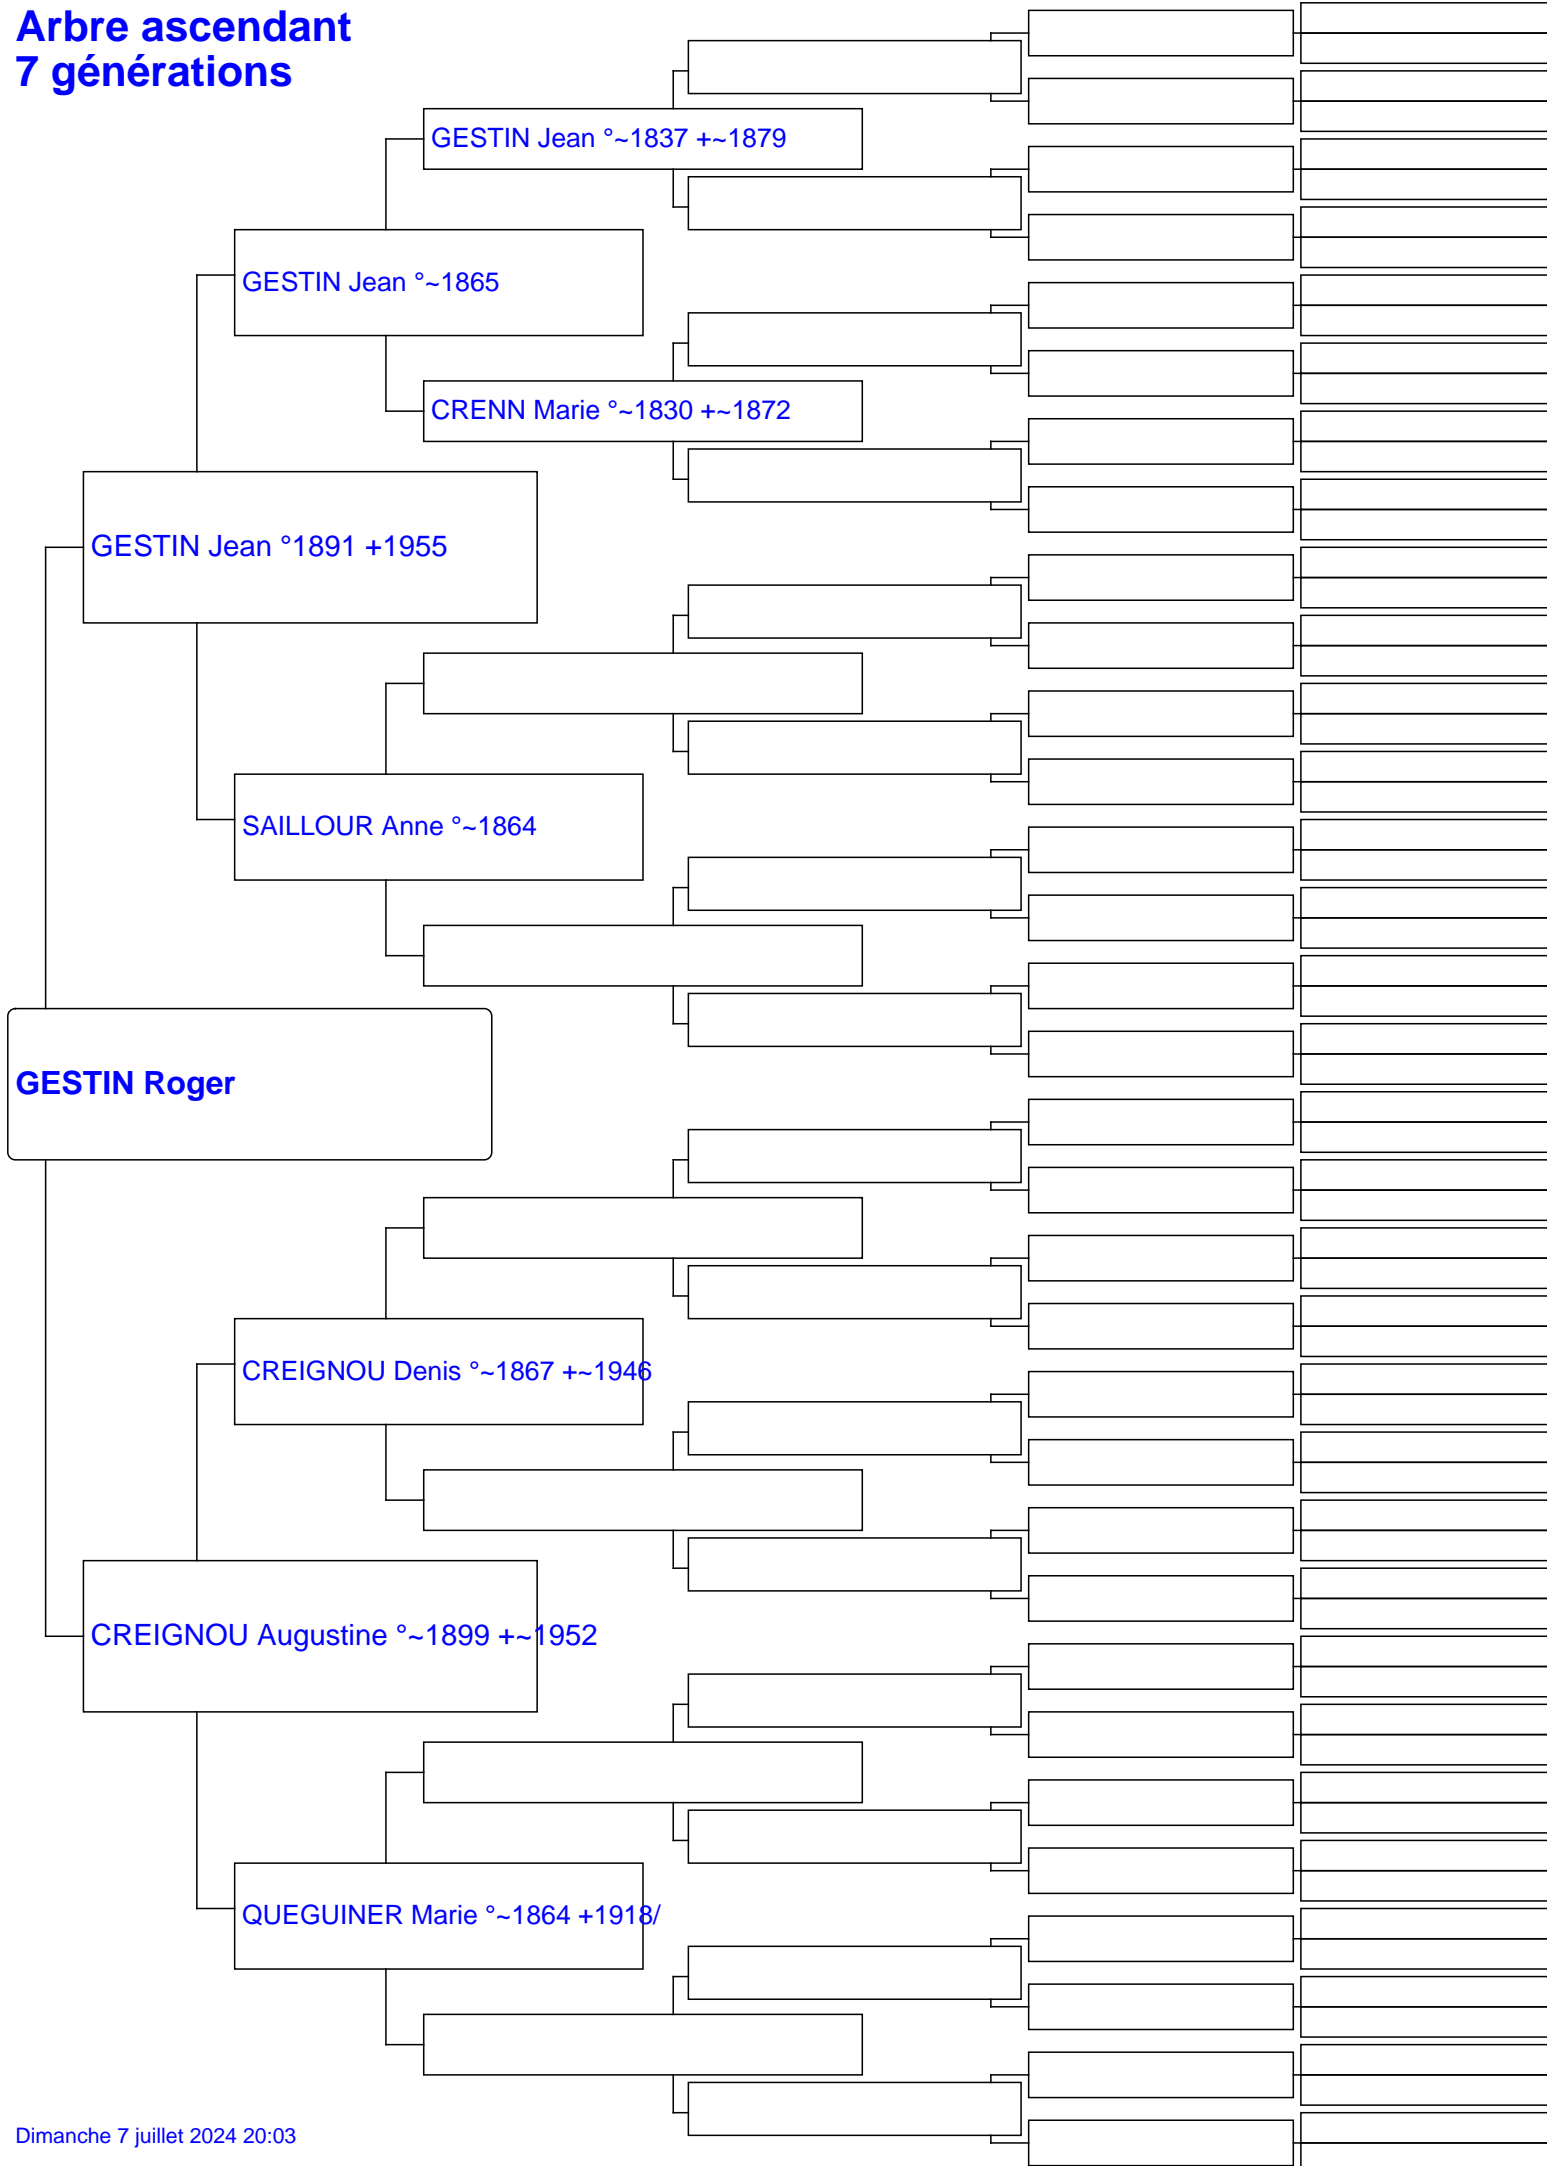 Arbre ascendant
7 générations
GESTIN Jean °~1837 +~1879
GESTIN Jean °~1865
CRENN Marie °~1830 +~1872
GESTIN Jean °1891 +1955
SAILLOUR Anne °~1864
GESTIN Roger
CREIGNOU Denis °~1867 +~1946
CREIGNOU Augustine °~1899 +~1952
QUEGUINER Marie °~1864 +1918/
Dimanche 7 juillet 2024 20:03